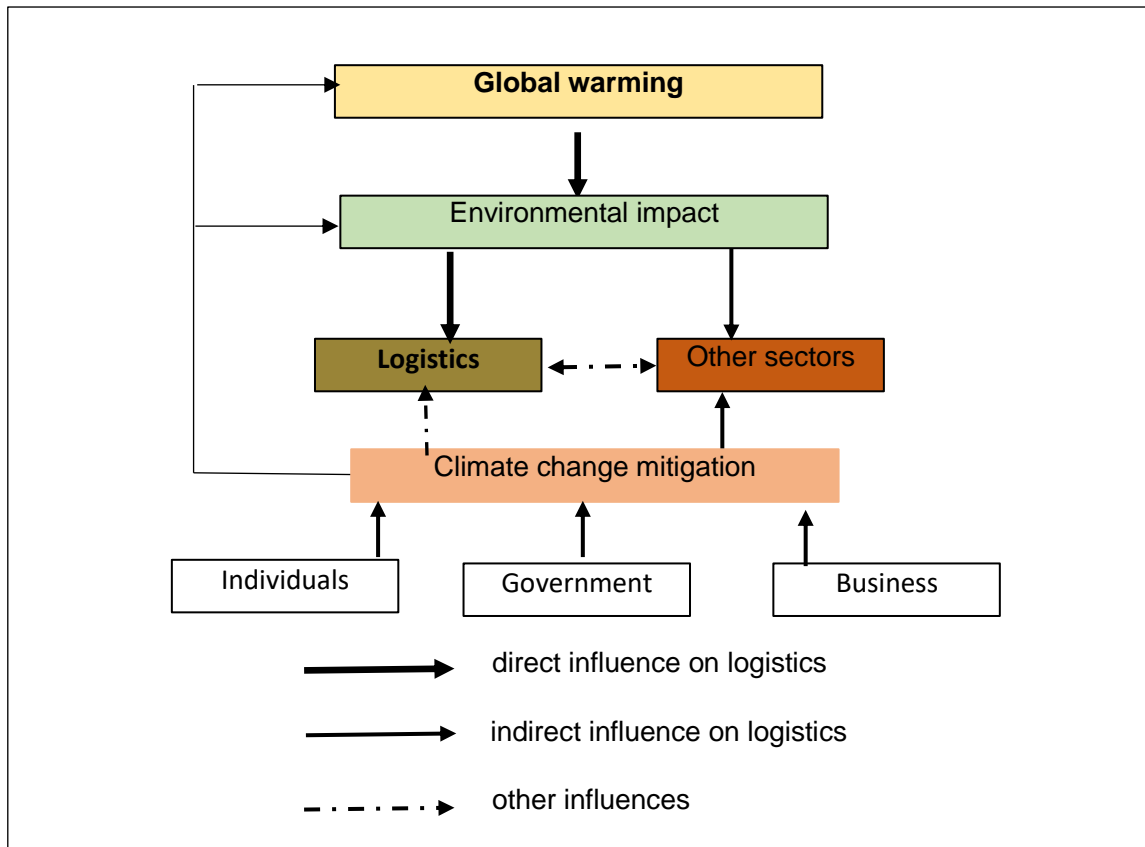 Global warming
Environmental impact
Logistics
Other sectors
Climate change mitigation
Individuals
Government
Business
direct influence on logistics
indirect influence on logistics
other influences